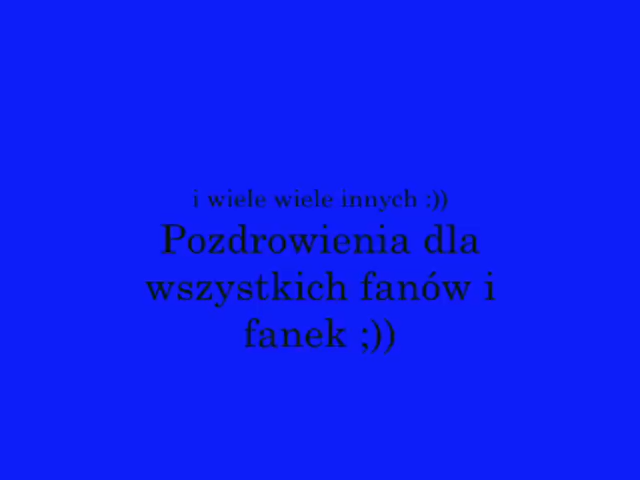 i wiele wiele innych :))
Pozdrowienia dla
wszystkich fanów i
fanek ;))